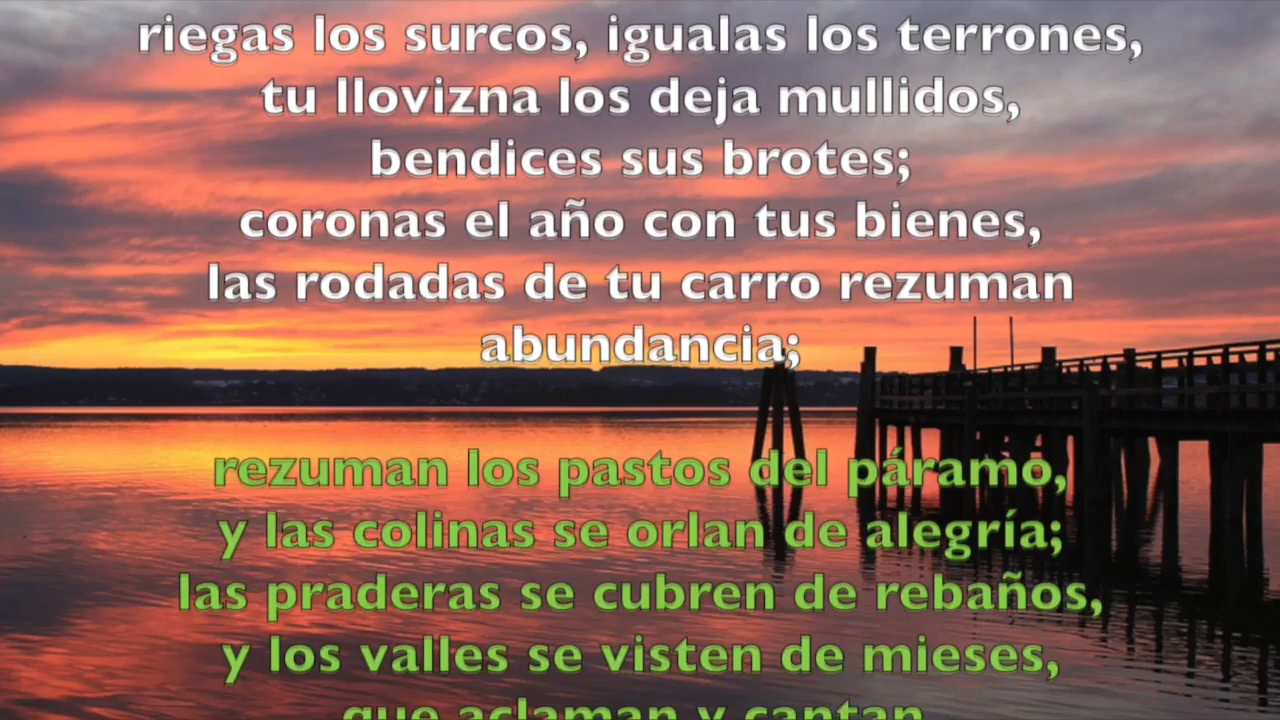 riegas los surcos, igualas los terrones,
tu llovizna los deja mullidos,
bendices sus brotes;
coronas el año con tus bienes,
las rodadas de tu carro rezuman
abundancia;
rezuman los pastos del páramo,
y las colinas se orlan de alegría;
las praderas se cubren de rebaños,
y los valles se visten de mieses,
que aclaman y cantan